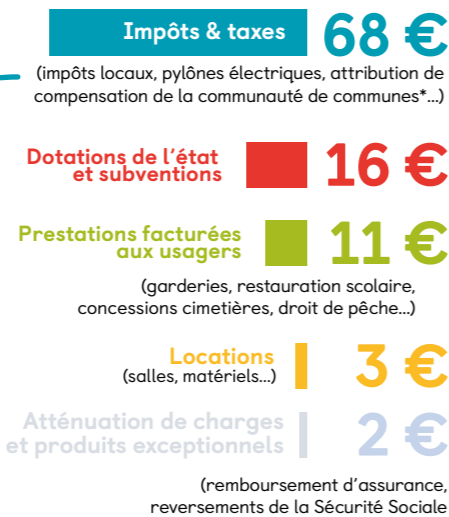 Impôts & taxes 68 €
(impôts locaux, pylônes électriques, attribution de
compensation de la communauté de communes*...)
Dotations de l'état
et subventions 16 €
Prestations facturées
aux usagers 11 €
(garderies, restauration scolaire,
concessions cimetières, droit de pêche...)
Locations 3 €
(salles, matériels...)
Atténuation de charges
et produits exceptionnels 2 €
(remboursement d'assurance,
reversements de la Sécurité Sociale